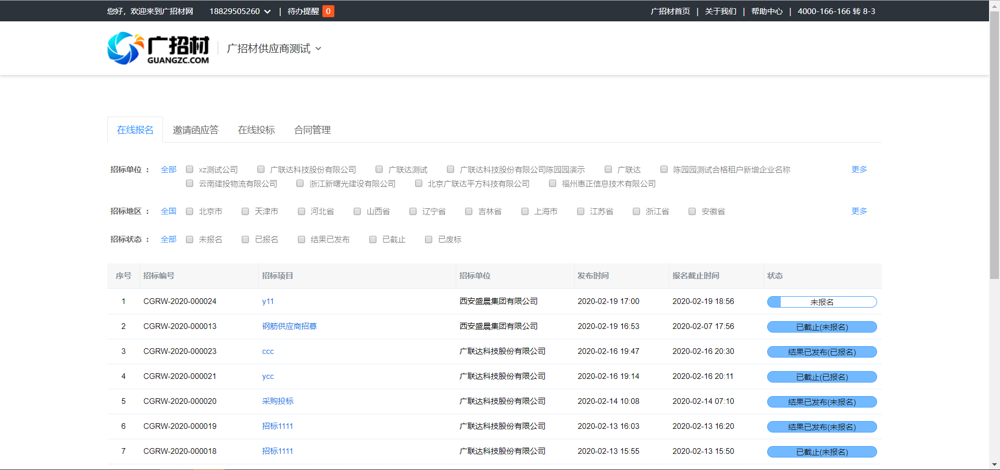 您好，欢迎来到广招材网 18829505260 | 待办提醒 0 广招材首页 | 关于我们 | 帮助中心 | 4000-166-166 转 8-3
广招材 广招材供应商测试
GUANGZC.COM
在线报名 邀请函应答 在线投标 合同管理
招标单位 ： 全部 xz测试公司 广联达科技股份有限公司 广联达测试 广联达科技股份有限公司陈园园演示 广联达 陈园园测试合格租户新增企业名称 更多
云南建投物流有限公司 浙江新曙光建设有限公司 北京广联达平方科技有限公司 福州惠正信息技术有限公司
招标地区 ： 全国 北京市 天津市 河北省 山西省 辽宁省 吉林省 上海市 江苏省 浙江省 安徽省 更多
招标状态 ： 全部 未报名 已报名 结果已发布 已截止 已废标
序号 招标编号 招标项目 招标单位 发布时间 报名截止时间 状态
1 CGRW-2020-000024 y11 西安盛晨集团有限公司 2020-02-19 17:00 2020-02-19 18:56 未报名
2 CGRW-2020-000013 钢筋供应商招募 西安盛晨集团有限公司 2020-02-19 16:53 2020-02-07 17:56 已截止(未报名)
3 CGRW-2020-000023 ccc 广联达科技股份有限公司 2020-02-16 19:47 2020-02-16 20:30 结果已发布(已报名)
4 CGRW-2020-000021 ycc 广联达科技股份有限公司 2020-02-16 19:14 2020-02-16 20:11 已截止(已报名)
5 CGRW-2020-000020 采购投标 广联达科技股份有限公司 2020-02-14 10:08 2020-02-14 07:10 结果已发布(未报名)
6 CGRW-2020-000019 招标1111 广联达科技股份有限公司 2020-02-13 16:03 2020-02-13 16:20 结果已发布(未报名)
7 CGRW-2020-000018 招标1111 广联达科技股份有限公司 2020-02-13 15:55 2020-02-13 15:50 已截止(未报名)